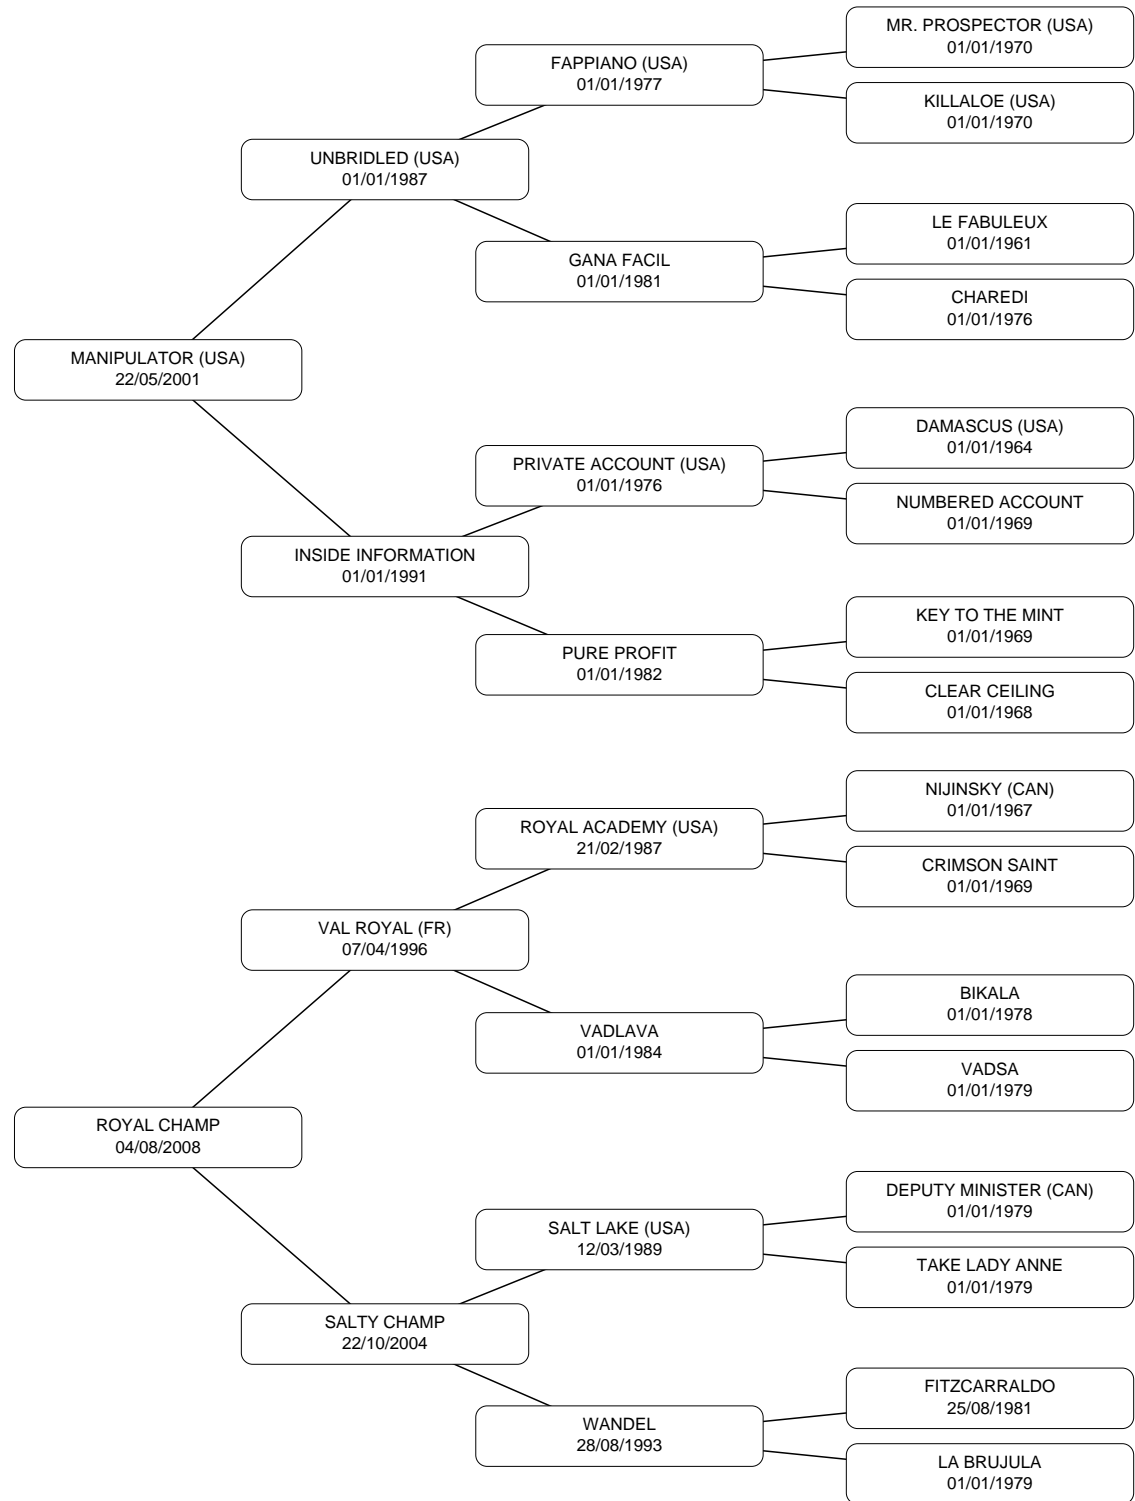 MR. PROSPECTOR (USA)
01/01/1970
FAPPIANO (USA)
01/01/1977
KILLALOE (USA)
01/01/1970
UNBRIDLED (USA)
01/01/1987
LE FABULEUX
01/01/1961
GANA FACIL
01/01/1981
CHAREDI
01/01/1976
MANIPULATOR (USA)
22/05/2001
DAMASCUS (USA)
01/01/1964
PRIVATE ACCOUNT (USA)
01/01/1976
NUMBERED ACCOUNT
01/01/1969
INSIDE INFORMATION
01/01/1991
KEY TO THE MINT
01/01/1969
PURE PROFIT
01/01/1982
CLEAR CEILING
01/01/1968
NIJINSKY (CAN)
01/01/1967
ROYAL ACADEMY (USA)
21/02/1987
CRIMSON SAINT
01/01/1969
VAL ROYAL (FR)
07/04/1996
BIKALA
01/01/1978
VADLAVA
01/01/1984
VADSA
01/01/1979
ROYAL CHAMP
04/08/2008
DEPUTY MINISTER (CAN)
01/01/1979
SALT LAKE (USA)
12/03/1989
TAKE LADY ANNE
01/01/1979
SALTY CHAMP
22/10/2004
FITZCARRALDO
25/08/1981
WANDEL
28/08/1993
LA BRUJULA
01/01/1979